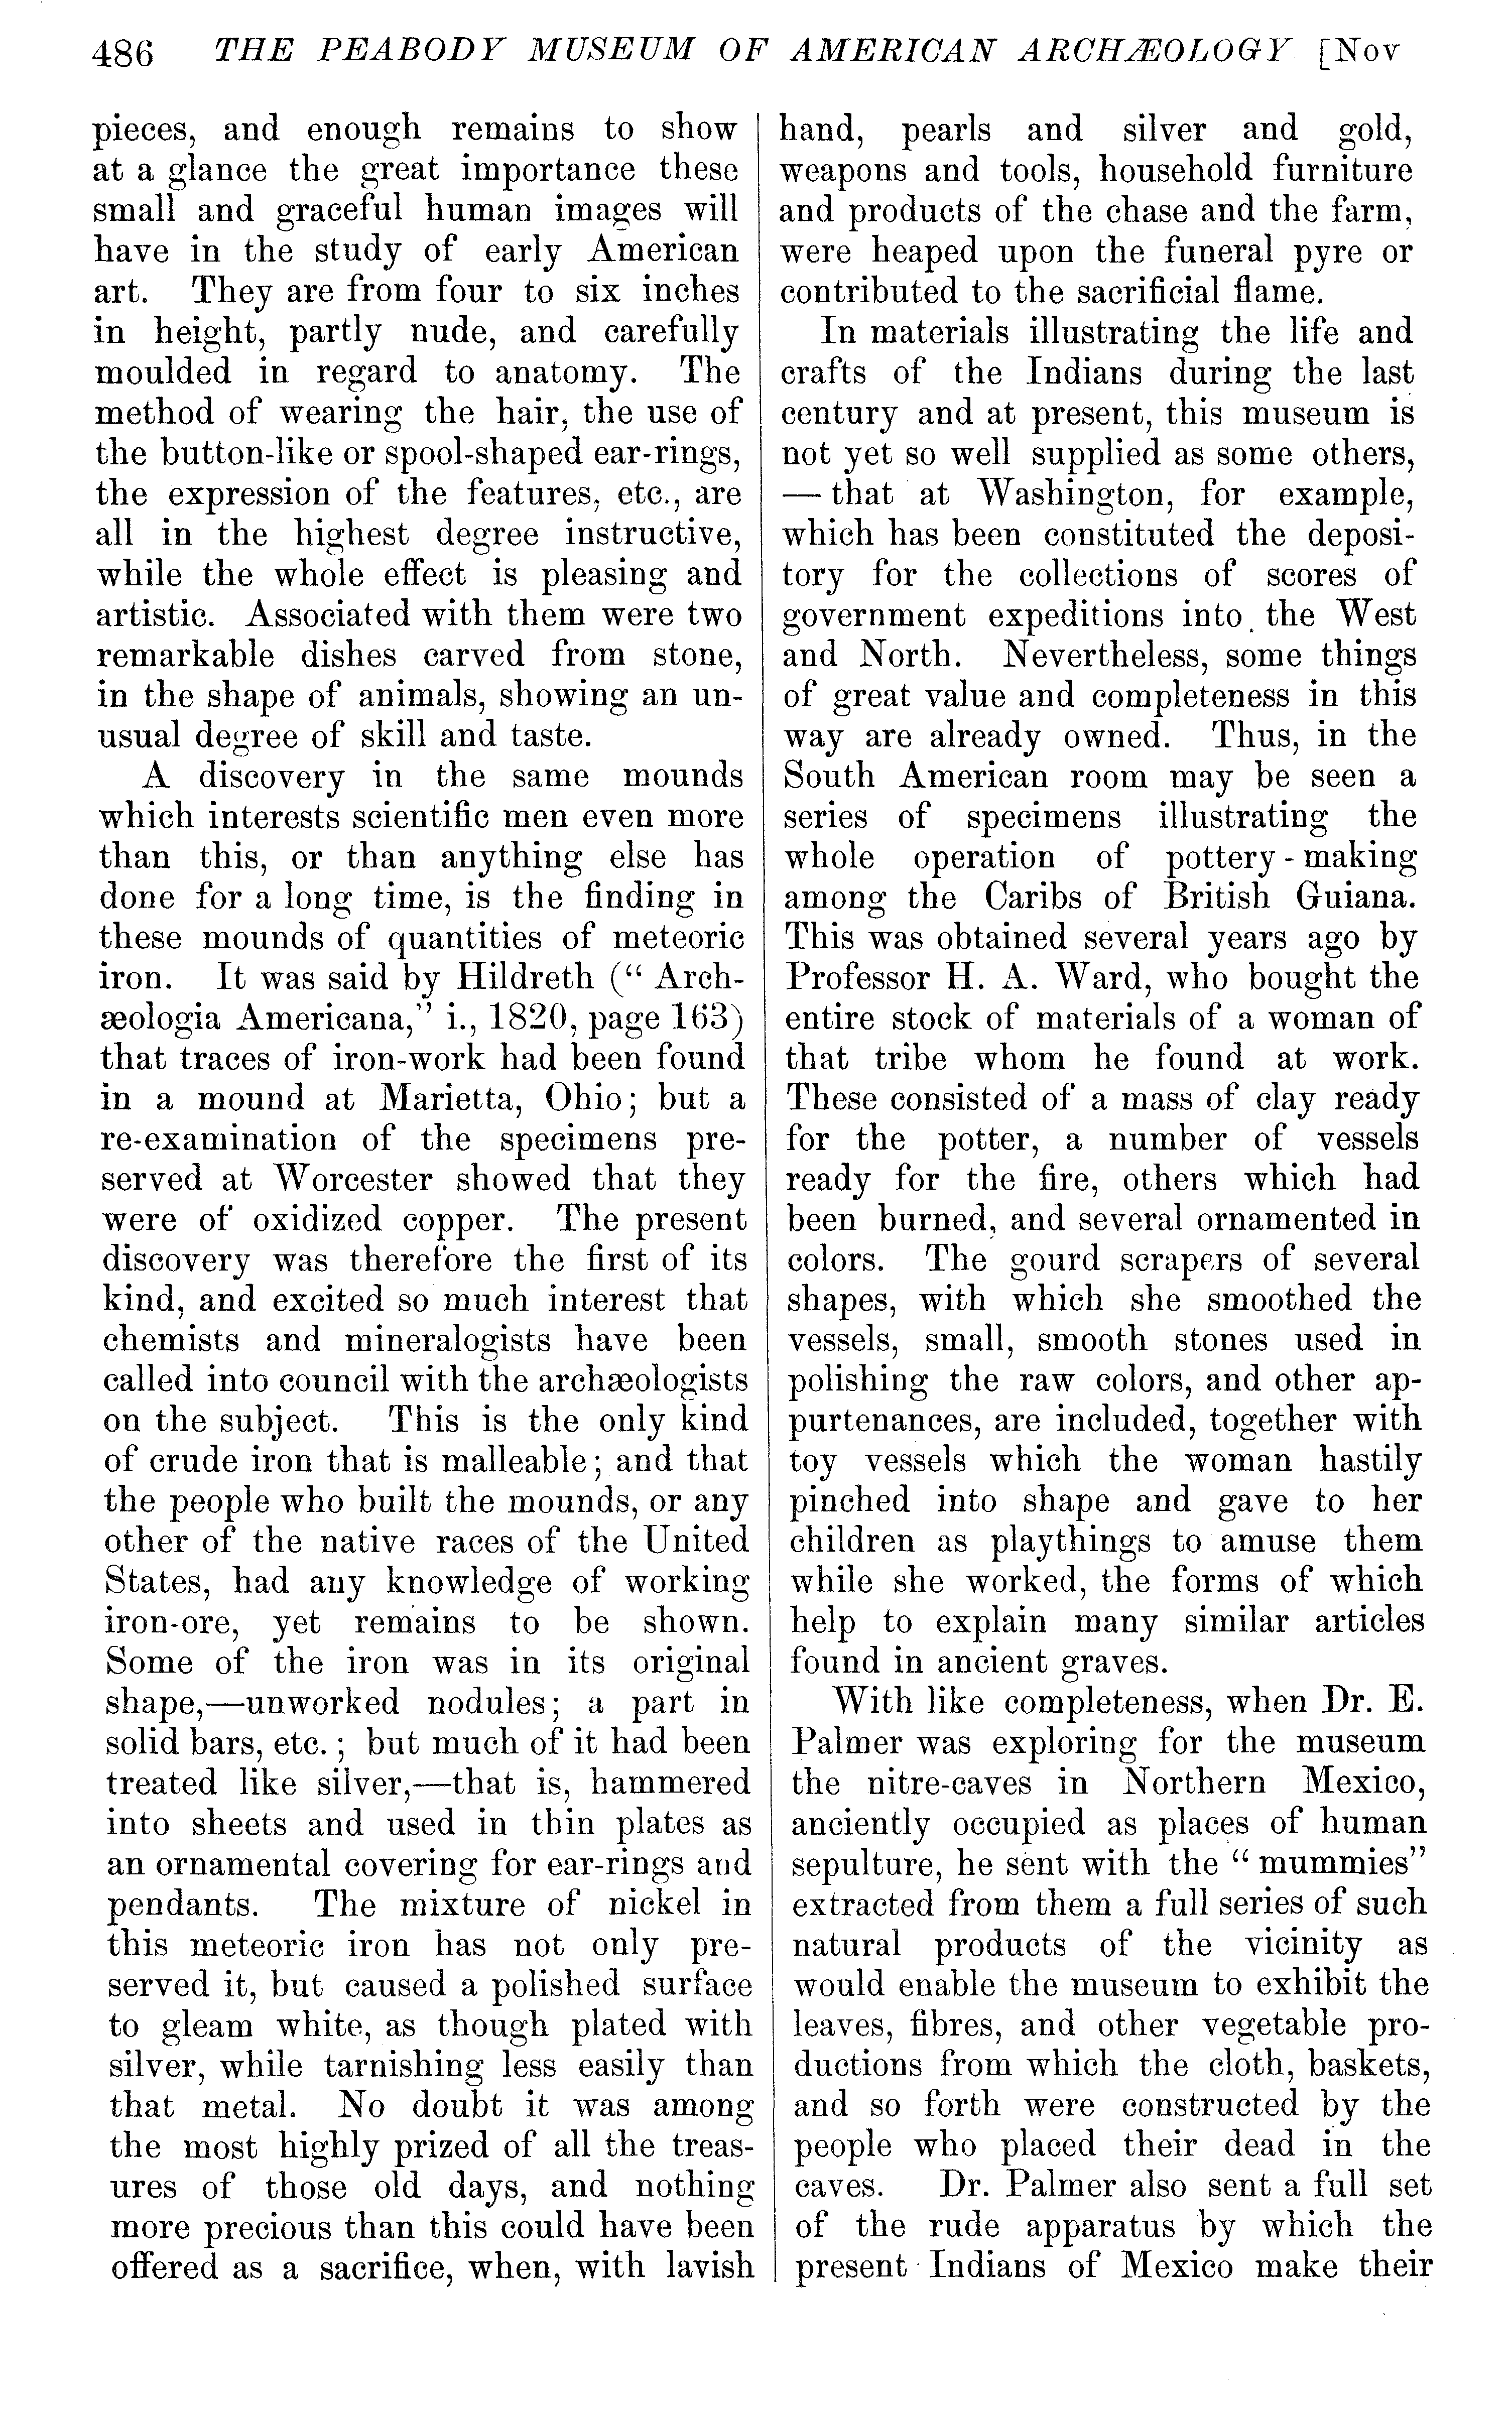 486 THE PEABODY MUSEUM OF AMERICAN ARCHÆOLOGY [Nov
pieces, and enough remains to show
at a glance the great importance these
small and graceful human images will
have in the study of early American
art. They are from four to six inches
in height, partly nude, and carefully
moulded in regard to anatomy. The
method of wearing the hair, the use of
the button-like or spool-shaped ear-rings,
the expression of the features, etc., are
all in the highest degree instructive,
while the whole effect is pleasing and
artistic. Associated with them were two
remarkable dishes carved from stone,
in the shape of animals, showing an un-
usual degree of skill and taste.
A discovery in the same mounds
which interests scientific men even more
than this, or than anything else has
done for a long time, is the finding in
these mounds of quantities of meteoric
iron. It was said by Hildreth (" Arch-
æologia Americana," i., 1820, page 163)
that traces of iron-work had been found
in a mound at Marietta, Ohio; but a
re-examination of the specimens pre-
served at Worcester showed that they
were of oxidized copper. The present
discovery was therefore the first of its
kind, and excited so much interest that
chemists and mineralogists have been
called into council with the archæologists
on the subject. This is the only kind
of crude iron that is malleable; and that
the people who built the mounds, or any
other of the native races of the United
States, had any knowledge of working
iron-ore, yet remains to be shown.
Some of the iron was in its original
shape,—unworked nodules; a part in
solid bars, etc.; but much of it had been
treated like silver,—that is, hammered
into sheets and used in thin plates as
an ornamental covering for ear-rings and
pendants. The mixture of nickel in
this meteoric iron has not only pre-
served it, but caused a polished surface
to gleam white, as though plated with
silver, while tarnishing less easily than
that metal. No doubt it was among
the most highly prized of all the treas-
ures of those old days, and nothing
more precious than this could have been
offered as a sacrifice, when, with lavish
hand, pearls and silver and gold,
weapons and tools, household furniture
and products of the chase and the farm,
were heaped upon the funeral pyre or
contributed to the sacrificial flame.
In materials illustrating the life and
crafts of the Indians during the last
century and at present, this museum is
not yet so well supplied as some others,
— that at Washington, for example,
which has been constituted the deposi-
tory for the collections of scores of
government expeditions into the West
and North. Nevertheless, some things
of great value and completeness in this
way are already owned. Thus, in the
South American room may be seen a
series of specimens illustrating the
whole operation of pottery-making
among the Caribs of British Guiana.
This was obtained several years ago by
Professor H. A. Ward, who bought the
entire stock of materials of a woman of
that tribe whom he found at work.
These consisted of a mass of clay ready
for the potter, a number of vessels
ready for the fire, others which had
been burned, and several ornamented in
colors. The gourd scrapers of several
shapes, with which she smoothed the
vessels, small, smooth stones used in
polishing the raw colors, and other ap-
purtenances, are included, together with
toy vessels which the woman hastily
pinched into shape and gave to her
children as playthings to amuse them
while she worked, the forms of which
help to explain many similar articles
found in ancient graves.
With like completeness, when Dr. E.
Palmer was exploring for the museum
the nitre-caves in Northern Mexico,
anciently occupied as places of human
sepulture, he sent with the " mummies"
extracted from them a full series of such
natural products of the vicinity as
would enable the museum to exhibit the
leaves, fibres, and other vegetable pro-
ductions from which the cloth, baskets,
and so forth were constructed by the
people who placed their dead in the
caves. Dr. Palmer also sent a full set
of the rude apparatus by which the
present Indians of Mexico make their